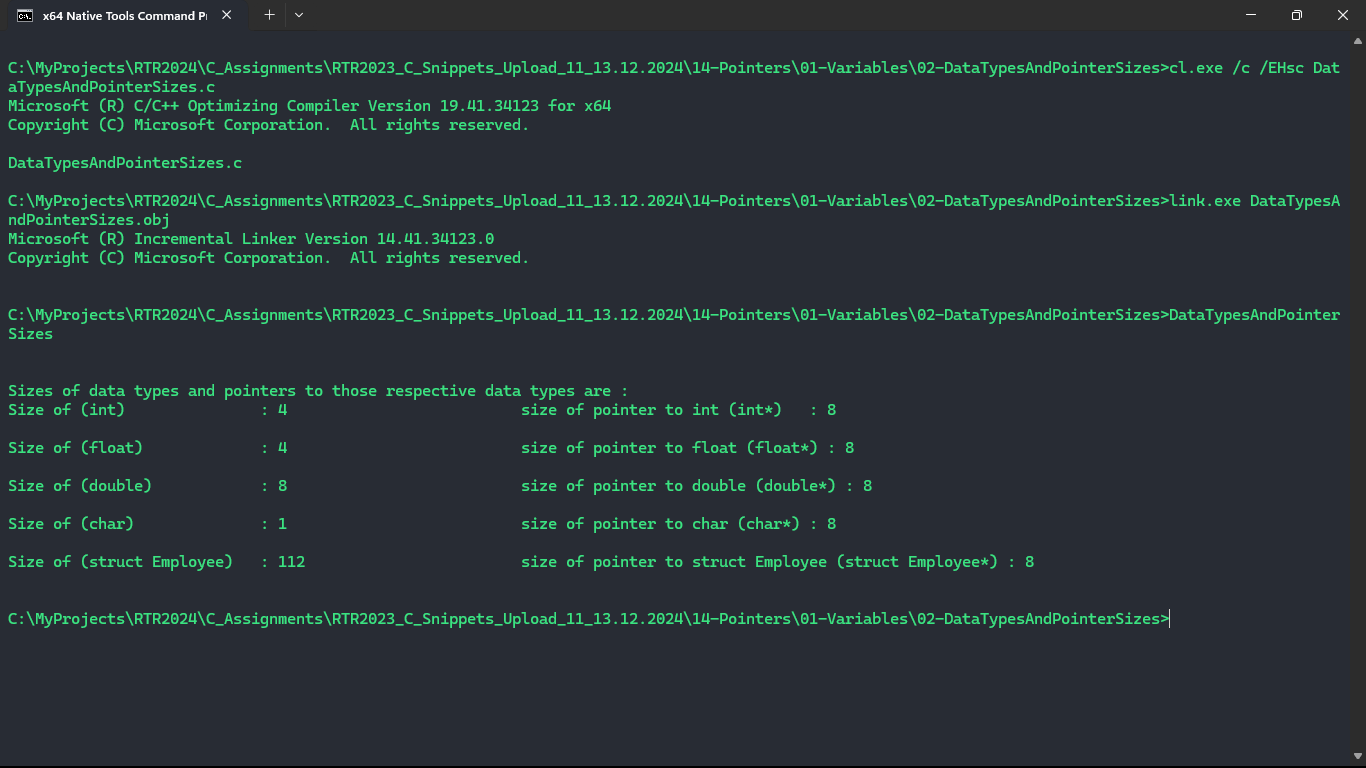 x64 Native Tools Command Pr
C:\MyProjects\RTR2024\C_Assignments\RTR2023_C_Snippets_Upload_11_13.12.2024\14-Pointers\01-Variables\02-DataTypesAndPointerSizes>cl.exe /c /EHsc Dat
aTypesAndPointerSizes.c
Microsoft (R) C/C++ Optimizing Compiler Version 19.41.34123 for x64
Copyright (C) Microsoft Corporation.  All rights reserved.
DataTypesAndPointerSizes.c
C:\MyProjects\RTR2024\C_Assignments\RTR2023_C_Snippets_Upload_11_13.12.2024\14-Pointers\01-Variables\02-DataTypesAndPointerSizes>link.exe DataTypesA
ndPointerSizes.obj
Microsoft (R) Incremental Linker Version 14.41.34123.0
Copyright (C) Microsoft Corporation.  All rights reserved.
C:\MyProjects\RTR2024\C_Assignments\RTR2023_C_Snippets_Upload_11_13.12.2024\14-Pointers\01-Variables\02-DataTypesAndPointerSizes>DataTypesAndPointer
Sizes
Sizes of data types and pointers to those respective data types are :
Size of (int)               : 4                          size of pointer to int (int*)   : 8
Size of (float)             : 4                          size of pointer to float (float*) : 8
Size of (double)            : 8                          size of pointer to double (double*) : 8
Size of (char)              : 1                          size of pointer to char (char*) : 8
Size of (struct Employee)   : 112                        size of pointer to struct Employee (struct Employee*) : 8
C:\MyProjects\RTR2024\C_Assignments\RTR2023_C_Snippets_Upload_11_13.12.2024\14-Pointers\01-Variables\02-DataTypesAndPointerSizes>